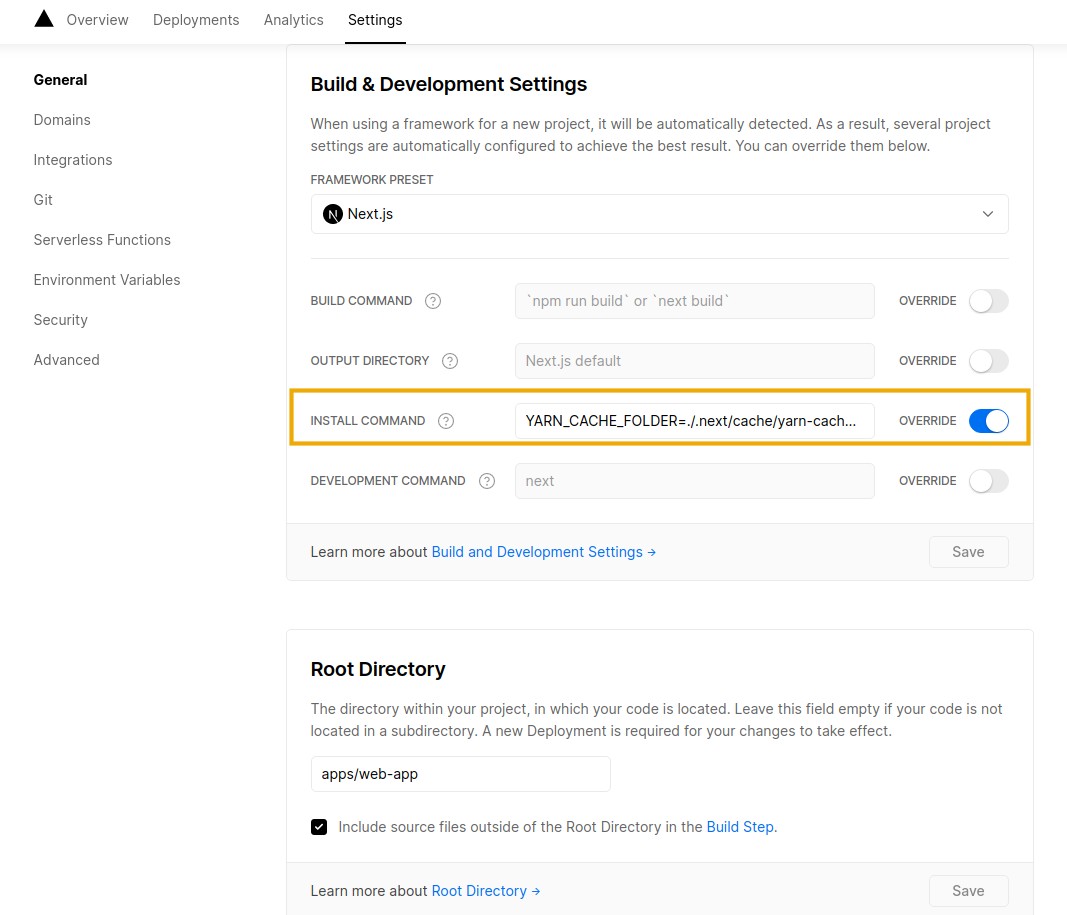 Overview Deployments Analytics Settings
General
Domains
Integrations
Git
Serverless Functions
Environment Variables
Security
Advanced
Build & Development Settings
When using a framework for a new project, it will be automatically detected. As a result, several project
settings are automatically configured to achieve the best result. You can override them below.
FRAMEWORK PRESET
N Next.js
BUILD COMMAND ? `npm run build` or `next build` OVERRIDE
OUTPUT DIRECTORY ? Next.js default OVERRIDE
INSTALL COMMAND ? YARN_CACHE_FOLDER=./.next/cache/yarn-cach... OVERRIDE
DEVELOPMENT COMMAND ? next OVERRIDE
Learn more about Build and Development Settings → Save
Root Directory
The directory within your project, in which your code is located. Leave this field empty if your code is not
located in a subdirectory. A new Deployment is required for your changes to take effect.
apps/web-app
Include source files outside of the Root Directory in the Build Step.
Learn more about Root Directory → Save